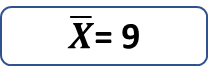 X̅ = 9